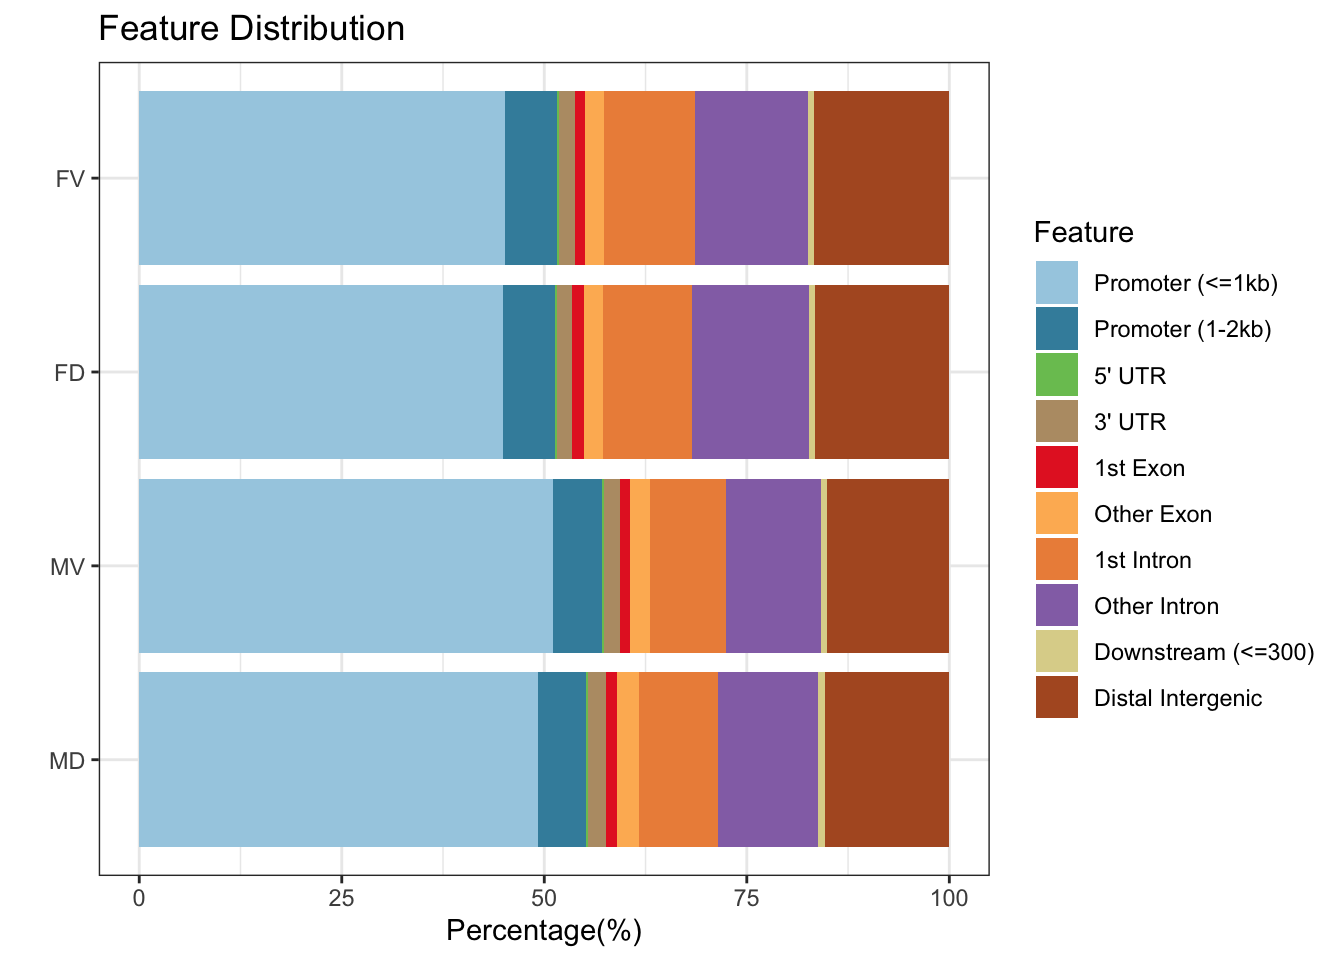 Feature Distribution
FV
FD
MV
MD
0 25 50 75 100
Percentage(%)
Feature
Promoter (<=1kb)
Promoter (1-2kb)
5' UTR
3' UTR
1st Exon
Other Exon
1st Intron
Other Intron
Downstream (<=300)
Distal Intergenic